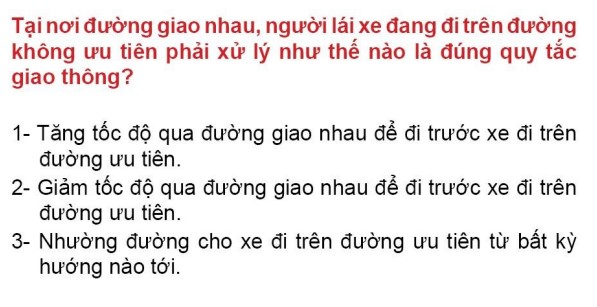 Tại nơi đường giao nhau, người lái xe đang đi trên đường
không ưu tiên phải xử lý như thế nào là đúng quy tắc
giao thông?
1- Tăng tốc độ qua đường giao nhau để đi trước xe đi trên
đường ưu tiên.
2- Giảm tốc độ qua đường giao nhau để đi trước xe đi trên
đường ưu tiên.
3- Nhường đường cho xe đi trên đường ưu tiên từ bất kỳ
hướng nào tới.